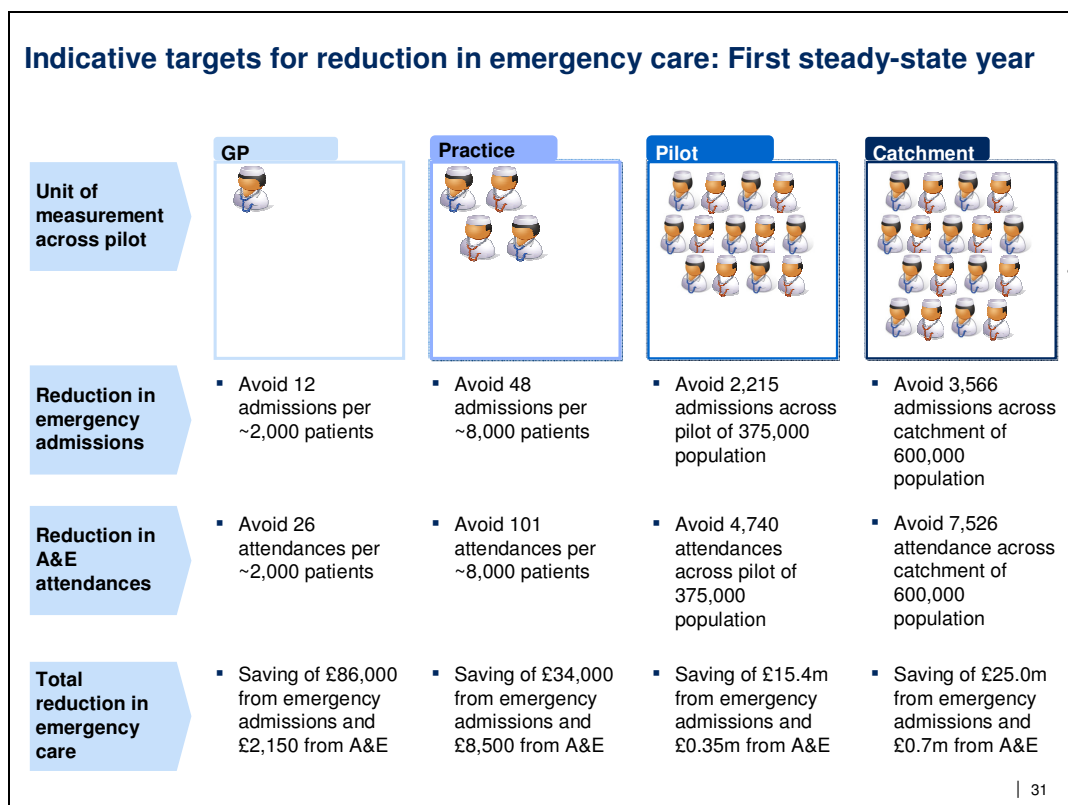 Indicative targets for reduction in emergency care: First steady-state year
GP
Practice
Pilot
Catchment
Unit of
measurement
across pilot
Reduction in
emergency
admissions
▪ Avoid 12
admissions per
~2,000 patients
▪ Avoid 48
admissions per
~8,000 patients
▪ Avoid 2,215
admissions across
pilot of 375,000
population
▪ Avoid 3,566
admissions across
catchment of
600,000
population
Reduction in
A&E
attendances
▪ Avoid 26
attendances per
~2,000 patients
▪ Avoid 101
attendances per
~8,000 patients
▪ Avoid 4,740
attendances
across pilot of
375,000
population
▪ Avoid 7,526
attendance across
catchment of
600,000
population
Total
reduction in
emergency
care
▪ Saving of £86,000
from emergency
admissions and
£2,150 from A&E
▪ Saving of £34,000
from emergency
admissions and
£8,500 from A&E
▪ Saving of £15.4m
from emergency
admissions and
£0.35m from A&E
▪ Saving of £25.0m
from emergency
admissions and
£0.7m from A&E
| 31